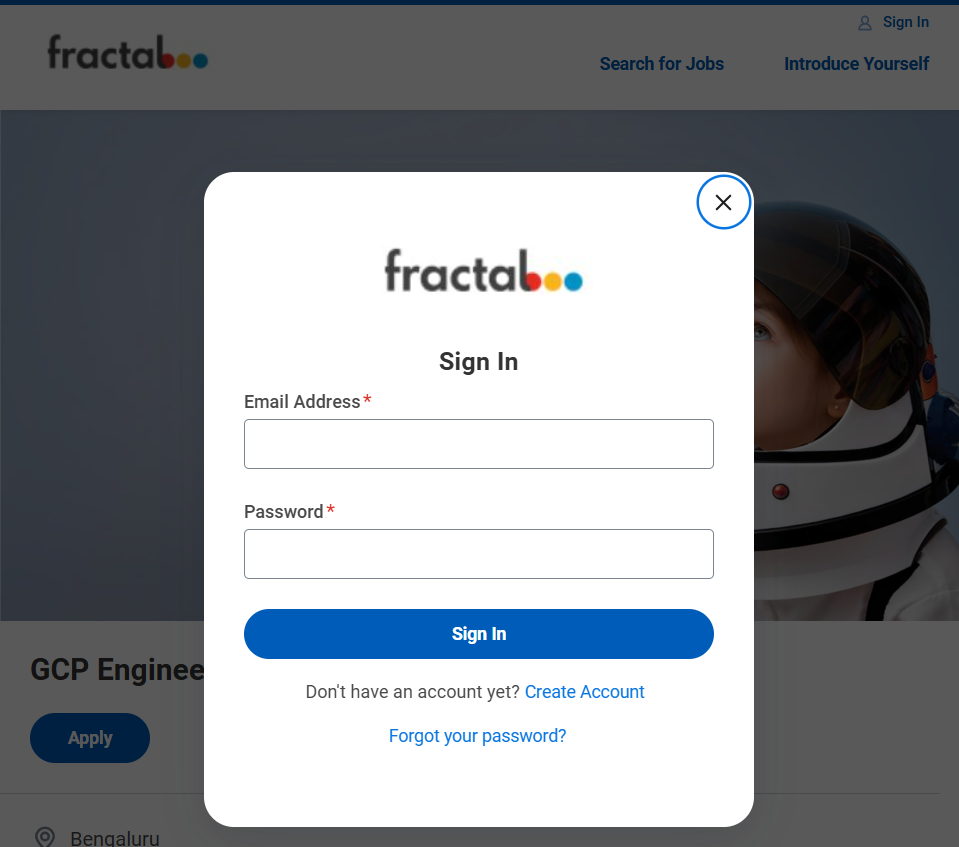 Sign In
fractal
Search for Jobs
Introduce Yourself
fractal
Sign In
Email Address*
Password*
Sign In
Don't have an account yet? Create Account
Forgot your password?
GCP Enginee
Apply
Bengaluru